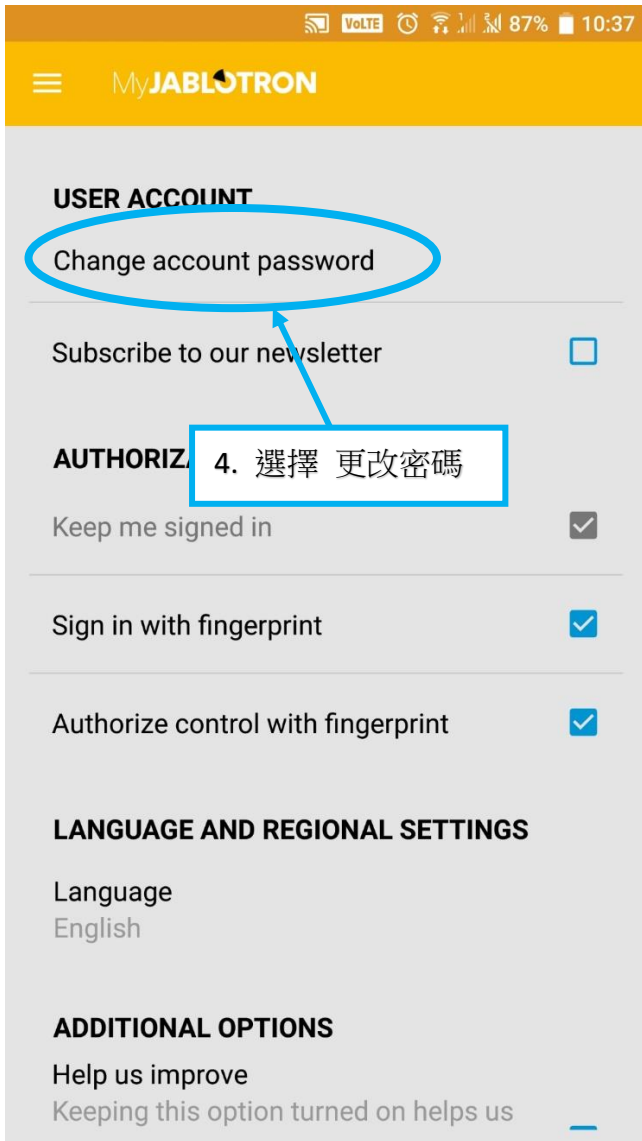 VoLTE 87% 10:37
MyJABLOTRON
USER ACCOUNT
Change account password
Subscribe to our newsletter
4. 選擇 更改密碼
Keep me signed in
Sign in with fingerprint
Authorize control with fingerprint
LANGUAGE AND REGIONAL SETTINGS
Language
English
ADDITIONAL OPTIONS
Help us improve
Keeping this option turned on helps us